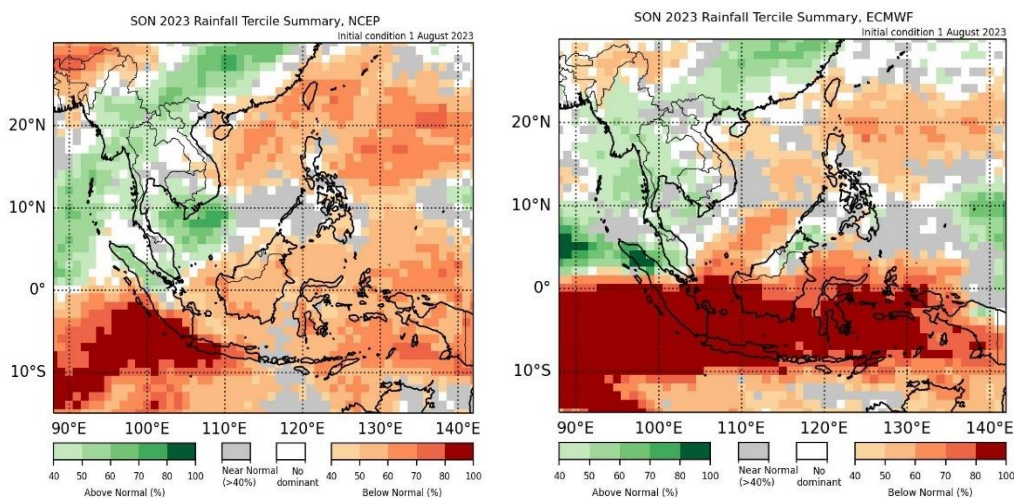 SON 2023 Rainfall Tercile Summary, NCEP
Initial condition 1 August 2023
20°N
10°N
0°
10°S
90°E 100°E 110°E 120°E 130°E 140°E
40 50 60 70 80 100
Above Normal (%)
Near Normal
(>40%)
No
dominant
40 50 60 70 80 100
Below Normal (%)
SON 2023 Rainfall Tercile Summary, ECMWF
Initial condition 1 August 2023
20°N
10°N
0°
10°S
90°E 100°E 110°E 120°E 130°E 140°E
40 50 60 70 80 100
Above Normal (%)
Near Normal
(>40%)
No
dominant
40 50 60 70 80 100
Below Normal (%)